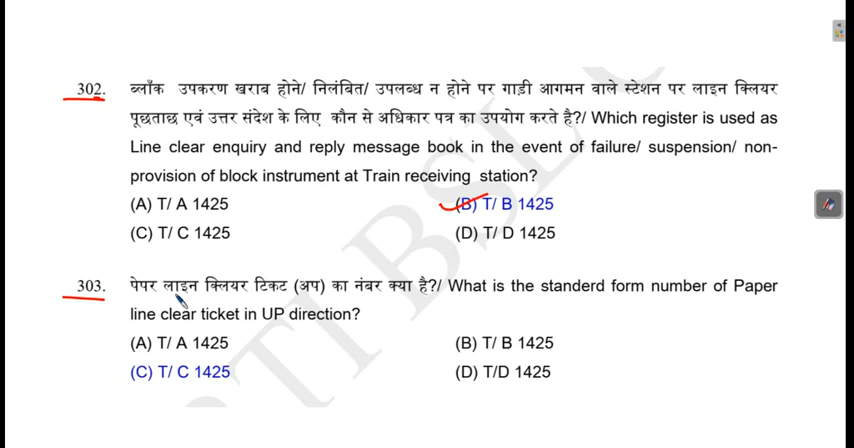 302. ब्लॉक उपकरण खराब होने/ निलंबित/ उपलब्ध न होने पर गाड़ी आगमन वाले स्टेशन पर लाइन क्लियर
पूछताछ एवं उत्तर संदेश के लिए कौन से अधिकार पत्र का उपयोग करते है?/ Which register is used as
Line clear enquiry and reply message book in the event of failure/ suspension/ non-
provision of block instrument at Train receiving station?
(A) T/ A 1425 (B) T/ B 1425
(C) T/ C 1425 (D) T/ D 1425
303. पेपर लाइन क्लियर टिकट (अप) का नंबर क्या है?/ What is the standerd form number of Paper
line clear ticket in UP direction?
(A) T/ A 1425 (B) T/ B 1425
(C) T/ C 1425 (D) T/D 1425